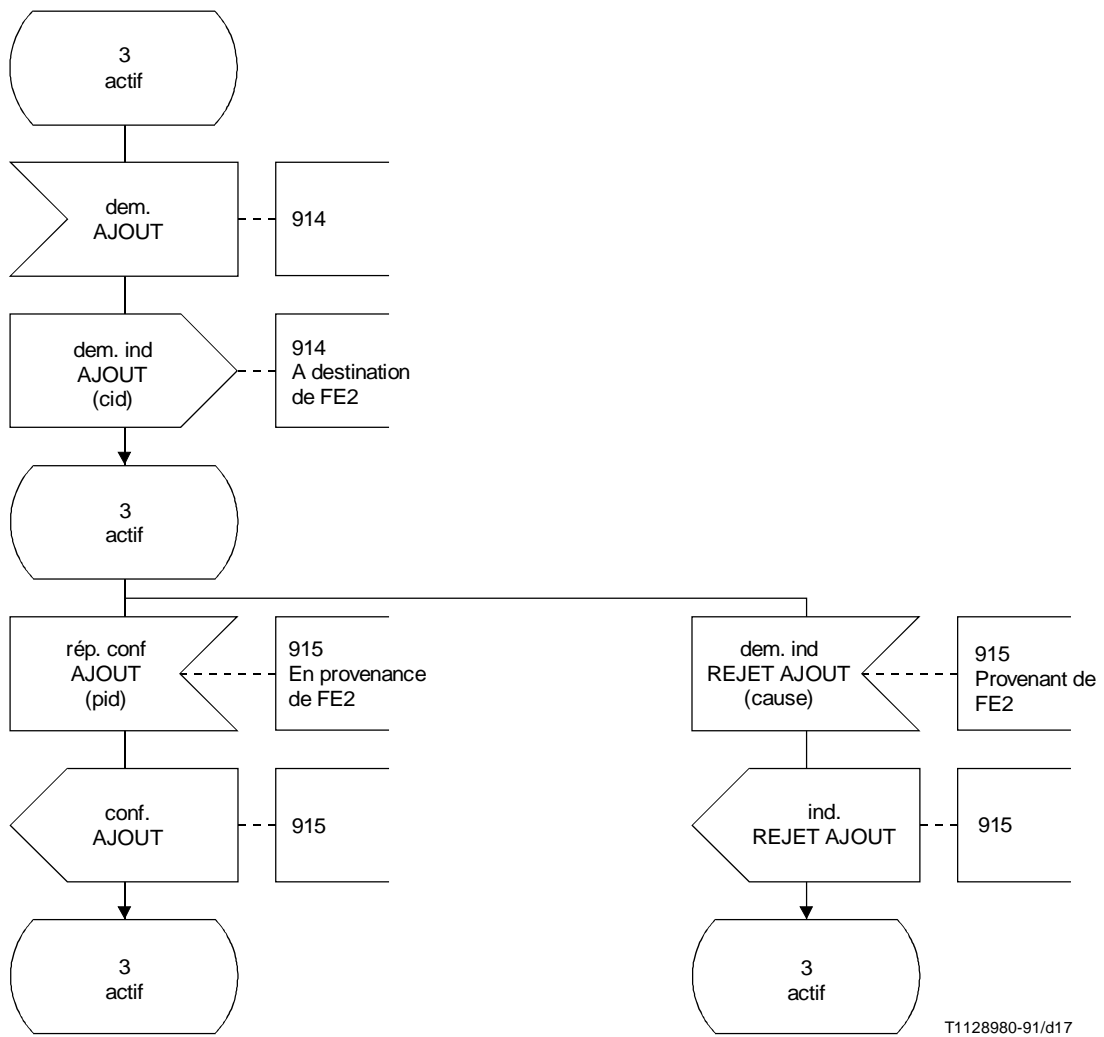 3
actif
dem.
AJOUT
914
dem. ind
AJOUT
(cid)
914
A destination
de FE2
3
actif
rép. conf
AJOUT
(pid)
915
En provenance
de FE2
dem. ind
REJET AJOUT
(cause)
915
Provenant de
FE2
conf.
AJOUT
915
ind.
REJET AJOUT
915
3
actif
3
actif
T1128980-91/d17